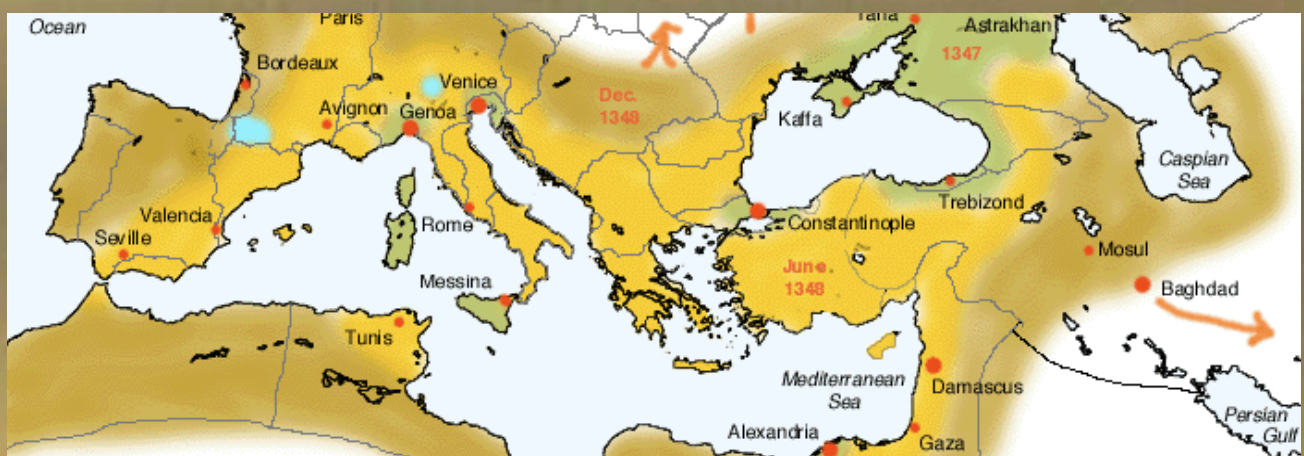 Paris
Tana
Astrakhan
Ocean
1347
Bordeaux
Venice
Dec.
1348
Avignon
Genoa
Kaffa
Caspian
Sea
Trebizond
Valencia
Rome
Constantinople
Seville
Mosul
June
1348
Messina
Baghdad
Tunis
Mediterranean
Sea
Damascus
Persian
Gulf
Alexandria
Gaza